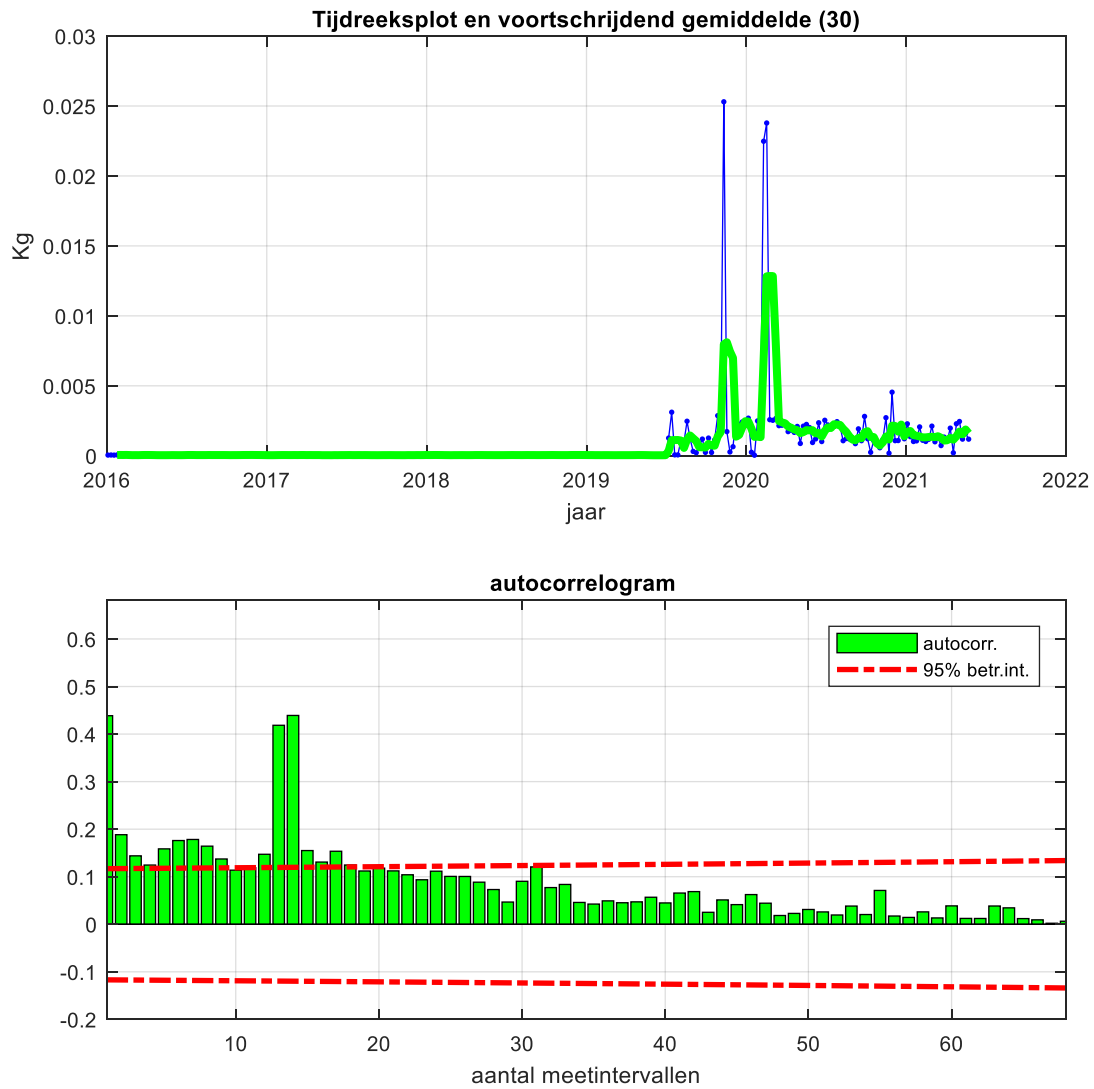 Tijdreeksplot en voortschrijdend gemiddelde (30)
0.03
0.025
0.02
0.015
0.01
0.005
0
Kg
2016 2017 2018 2019 2020 2021 2022
jaar
autocorrelogram
0.6
0.5
0.4
0.3
0.2
0.1
0
-0.1
-0.2
autocorr.
95% betr.int.
10 20 30 40 50 60
aantal meetintervallen